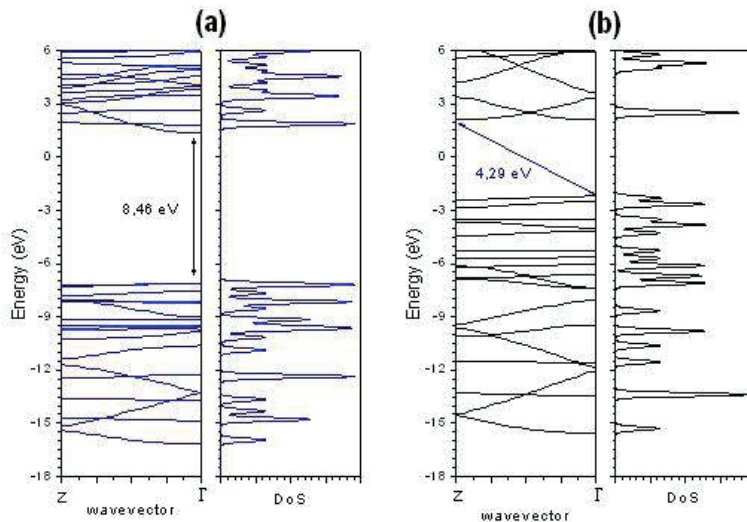 (a)
(b)
6
3
0
-3
-6
-9
-12
-15
-18
Energy (eV)
8,46 eV
Z
Γ
wavevector
DoS
6
3
0
-3
-6
-9
-12
-15
-18
Energy (eV)
4,29 eV
Z
Γ
wavevector
DoS